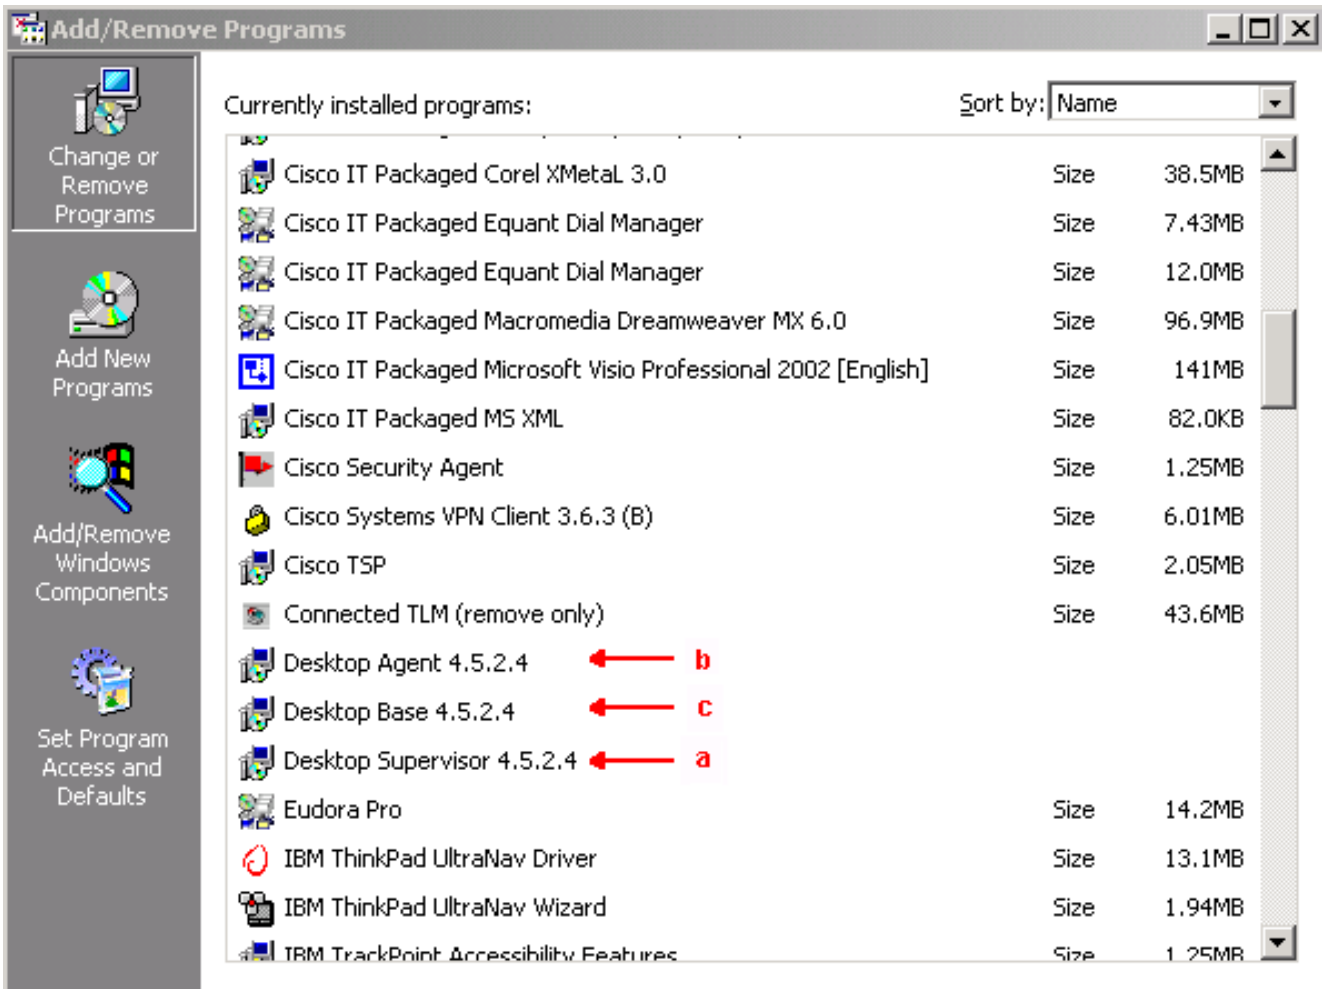 Add/Remove Programs
Change or
Remove
Programs
Add New
Programs
Add/Remove
Windows
Components
Set Program
Access and
Defaults
Currently installed programs:
Sort by: Name
Cisco IT Packaged Corel XMetaL 3.0 Size 38.5MB
Cisco IT Packaged Equant Dial Manager Size 7.43MB
Cisco IT Packaged Equant Dial Manager Size 12.0MB
Cisco IT Packaged Macromedia Dreamweaver MX 6.0 Size 96.9MB
Cisco IT Packaged Microsoft Visio Professional 2002 [English] Size 141MB
Cisco IT Packaged MS XML Size 82.0KB
Cisco Security Agent Size 1.25MB
Cisco Systems VPN Client 3.6.3 (B) Size 6.01MB
Cisco TSP Size 2.05MB
Connected TLM (remove only) Size 43.6MB
Desktop Agent 4.5.2.4 b
Desktop Base 4.5.2.4 c
Desktop Supervisor 4.5.2.4 a
Eudora Pro Size 14.2MB
IBM ThinkPad UltraNav Driver Size 13.1MB
IBM ThinkPad UltraNav Wizard Size 1.94MB
IBM TrackPoint Accessibility Features Size 1.25MB